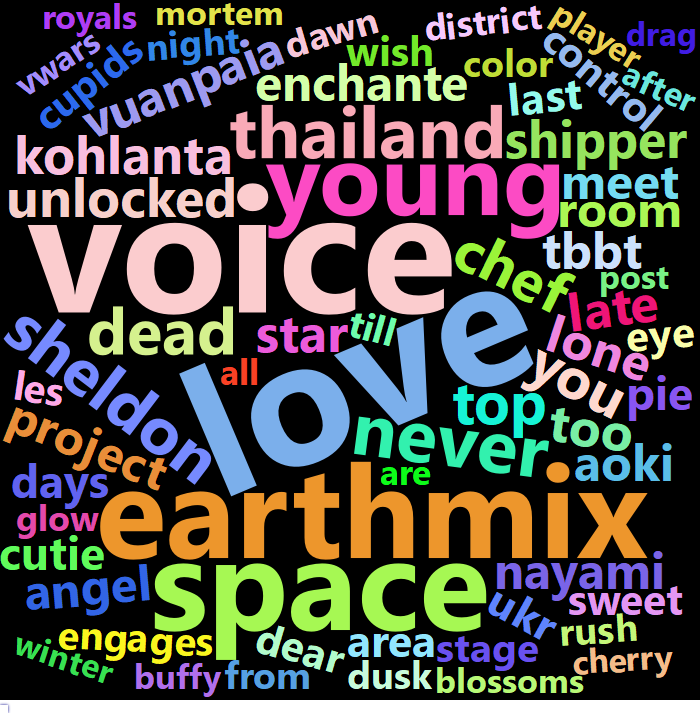 royals
mortem
dawn
district
player
drag
vwars
cupids
night
vuanpaia
wish
color
control
after
enchante
last
kohlanta
thailand
shipper
unlocked
young
meet
room
voice
chef
tbbt
post
dead
star
till
late
eye
sheldon
love
lone
all
les
you
pie
project
never
top
too
are
aoki
days
glow
earthmix
cutie
angel
space
nayami
ukr
sweet
winter
engages
dear
area
stage
rush
cherry
buffy
from
dusk
blossoms